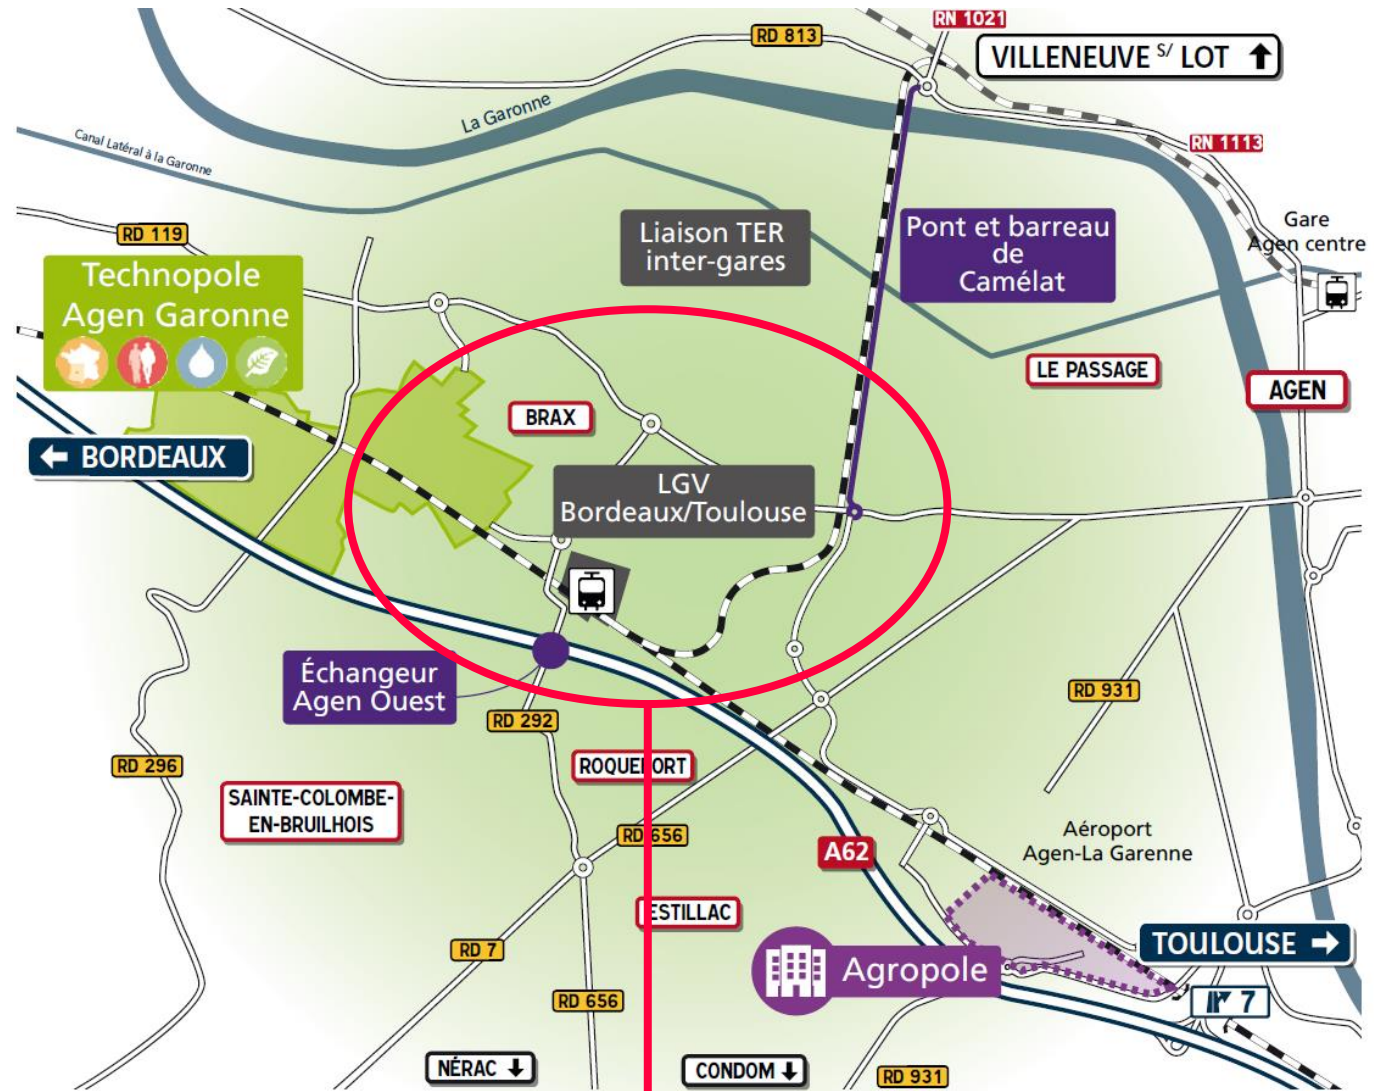 RN 1021
RD 813
VILLENEUVE S/ LOT
La Garonne
RN 1113
Canal Latéral à la Garonne
Gare
Agen centre
Liaison TER
inter-gares
Pont et barreau
de
Camélat
RD 119
Technopole
Agen Garonne
LE PASSAGE
AGEN
BRAX
BORDEAUX
LGV
Bordeaux/Toulouse
Échangeur
Agen Ouest
RD 931
RD 292
RD 296
ROQUEFORT
SAINTE-COLOMBE-
EN-BRUILHOIS
RD 656
A62
Aéroport
Agen-La Garenne
ESTILLAC
RD 7
TOULOUSE
Agropole
RD 656
7
NÉRAC
CONDOM
RD 931